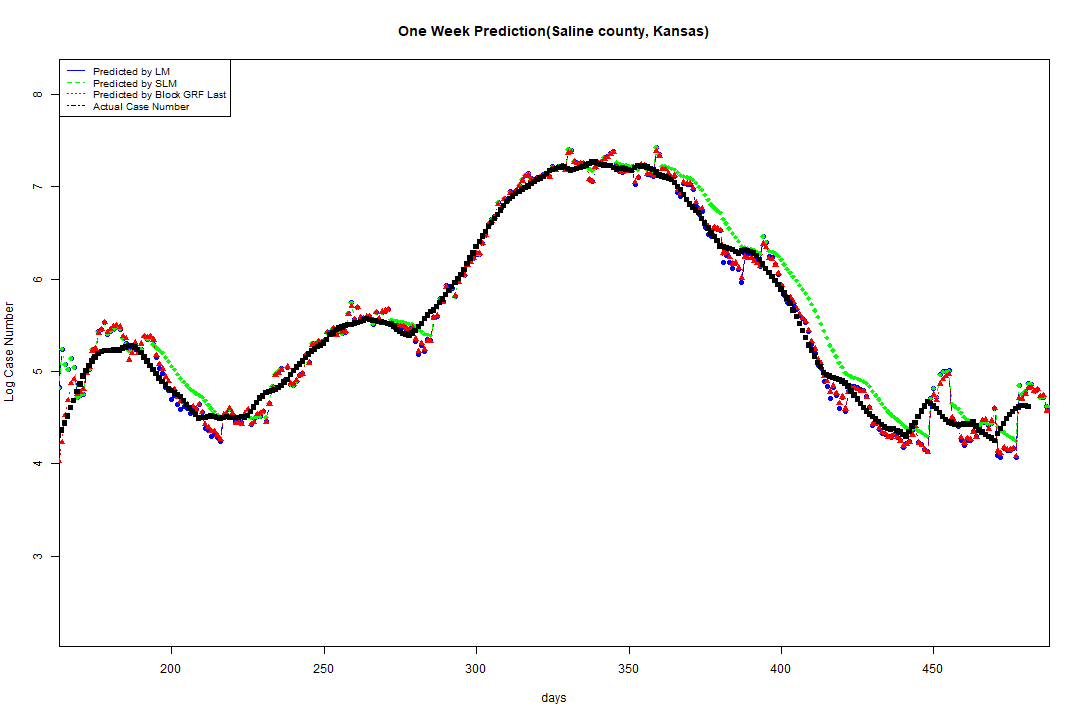 One Week Prediction(Saline county, Kansas)
Predicted by LM
Predicted by SLM
Predicted by Block GRF Last
Actual Case Number
8
7
6
5
4
3
Log Case Number
200 250 300 350 400 450
days